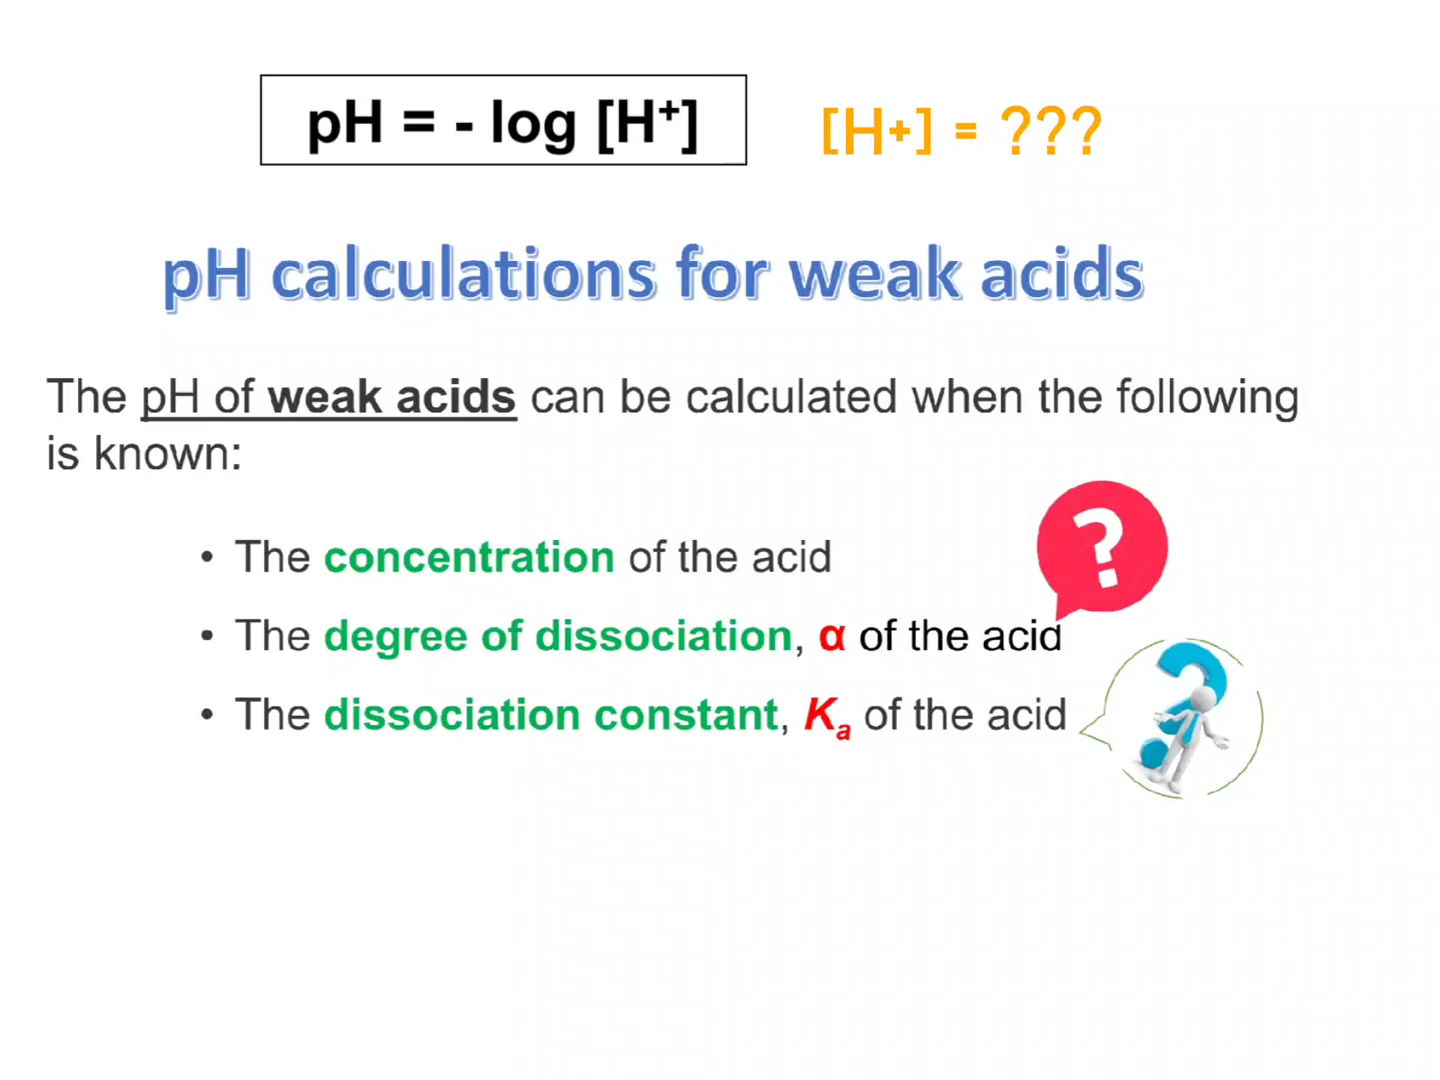 pH = - log [H⁺]
[H+] = ???
pH calculations for weak acids
The pH of weak acids can be calculated when the following
is known:
• The concentration of the acid
• The degree of dissociation, α of the acid
• The dissociation constant, Kₐ of the acid
?
?